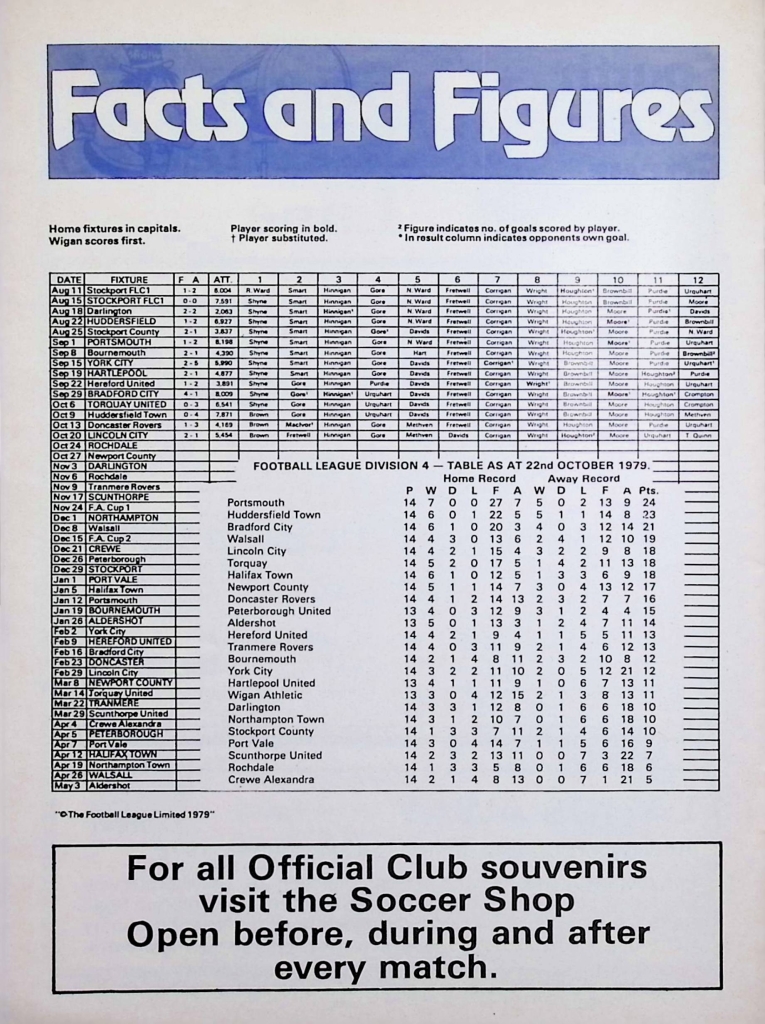 Facts and Figures
Home fixtures in capitals.
Wigan scores first.
Player scoring in bold.
† Player substituted.
² Figure indicates no. of goals scored by player.
* In result column indicates opponents own goal.
DATE FIXTURE F A ATT. 1 2 3 4 5 6 7 8 9 10 11 12
Aug 11 Stockport FLC1 1 - 2 6,004 R. Ward Smart Hinnigan Gore N. Ward Fretwell Corrigan Wright Houghton Brownbill Purdie Urquhart
Aug 15 STOCKPORT FLC1 0 - 0 7,591 Shyne Smart Hinnigan Gore N. Ward Fretwell Corrigan Wright Houghton Brownbill Purdie Moore
Aug 18 Darlington 2 - 2 2,063 Shyne Smart Hinnigan¹ Gore N. Ward Fretwell Corrigan Wright Houghton Moore Purdie Davids
Aug 22 HUDDERSFIELD 1 - 2 6,927 Shyne Smart Hinnigan Gore N. Ward Fretwell Corrigan Wright Houghton Moore¹ Purdie Brownbill
Aug 25 Stockport County 2 - 1 3,837 Shyne Smart Hinnigan Gore¹ Davids Fretwell Corrigan Wright Houghton¹ Moore Purdie N. Ward
Sep 1 PORTSMOUTH 1 - 2 8,198 Shyne Smart Hinnigan Gore N. Ward Fretwell Corrigan Wright Houghton Moore¹ Purdie Urquhart
Sep 8 Bournemouth 2 - 1 4,390 Shyne Smart Hinnigan Gore Hart Fretwell Corrigan Wright Houghton Moore Purdie Brownbill²
Sep 15 YORK CITY 2 - 5 5,990 Shyne Smart Hinnigan Gore Davids Fretwell Corrigan¹ Wright Houghton Brownbill Purdie Urquhart¹
Sep 19 HARTLEPOOL 2 - 1 4,877 Shyne Smart Hinnigan Gore Davids Fretwell Corrigan Wright Brownbill Moore Houghton² Purdie
Sep 22 Hereford United 1 - 2 3,891 Shyne Gore Hinnigan Purdie Davids Fretwell Corrigan Wright¹ Brownbill Moore Houghton Urquhart
Sep 29 BRADFORD CITY 4 - 1 8,009 Shyne Gore¹ Hinnigan¹ Urquhart Davids Fretwell Corrigan Wright Brownbill Moore¹ Houghton¹ Crompton
Oct 6 TORQUAY UNITED 0 - 3 6,541 Shyne Gore Hinnigan Urquhart Davids Fretwell Corrigan Wright Brownbill Moore Houghton Crompton
Oct 9 Huddersfield Town 0 - 4 7,871 Brown Gore Hinnigan Urquhart Davids Fretwell Corrigan Wright Brownbill Moore Houghton Methven
Oct 13 Doncaster Rovers 1 - 3 4,169 Brown MacIvor¹ Hinnigan Gore Methven Fretwell Corrigan Wright Houghton Moore Purdie Urquhart
Oct 20 LINCOLN CITY 2 - 1 5,454 Brown Fretwell Hinnigan Gore Methven Davids Corrigan Wright Houghton² Moore Urquhart T. Quinn
Oct 24 ROCHDALE
Oct 27 Newport County
Nov 3 DARLINGTON
Nov 6 Rochdale
Nov 9 Tranmere Rovers
Nov 17 SCUNTHORPE
Nov 24 F.A. Cup 1
Dec 1 NORTHAMPTON
Dec 8 Walsall
Dec 15 F.A. Cup 2
Dec 21 CREWE
Dec 26 Peterborough
Dec 29 STOCKPORT
Jan 1 PORT VALE
Jan 5 Halifax Town
Jan 12 Portsmouth
Jan 19 BOURNEMOUTH
Jan 26 ALDERSHOT
Feb 2 York City
Feb 9 HEREFORD UNITED
Feb 16 Bradford City
Feb 23 DONCASTER
Feb 29 Lincoln City
Mar 8 NEWPORT COUNTY
Mar 14 Torquay United
Mar 22 TRANMERE
Mar 29 Scunthorpe United
Apr 4 Crewe Alexandra
Apr 5 PETERBOROUGH
Apr 7 Port Vale
Apr 12 HALIFAX TOWN
Apr 19 Northampton Town
Apr 26 WALSALL
May 3 Aldershot
FOOTBALL LEAGUE DIVISION 4 — TABLE AS AT 22nd OCTOBER 1979.
Home Record Away Record
P W D L F A W D L F A Pts.
Portsmouth 14 7 0 0 27 7 5 0 2 13 9 24
Huddersfield Town 14 6 0 1 22 5 5 1 1 14 8 23
Bradford City 14 6 1 0 20 3 4 0 3 12 14 21
Walsall 14 4 3 0 13 6 2 4 1 12 10 19
Lincoln City 14 4 2 1 15 4 3 2 2 9 8 18
Torquay 14 5 2 0 17 5 1 4 2 11 13 18
Halifax Town 14 6 1 0 12 5 1 3 3 6 9 18
Newport County 14 5 1 1 14 7 3 0 4 13 12 17
Doncaster Rovers 14 4 1 2 14 13 2 3 2 7 7 16
Peterborough United 13 4 0 3 12 9 3 1 2 4 4 15
Aldershot 13 5 0 1 13 3 1 2 4 7 11 14
Hereford United 14 4 2 1 9 4 1 1 5 5 11 13
Tranmere Rovers 14 4 0 3 11 9 2 1 4 6 12 13
Bournemouth 14 2 1 4 8 11 2 3 2 10 8 12
York City 14 3 2 2 11 10 2 0 5 12 21 12
Hartlepool United 13 4 1 1 11 9 1 0 6 7 13 11
Wigan Athletic 13 3 0 4 12 15 2 1 3 8 13 11
Darlington 14 3 3 1 12 8 0 1 6 6 18 10
Northampton Town 14 3 1 2 10 7 0 1 6 6 18 10
Stockport County 14 1 3 3 7 11 2 1 4 6 14 10
Port Vale 14 3 0 4 14 7 1 1 5 6 16 9
Scunthorpe United 14 2 3 2 13 11 0 0 7 3 22 7
Rochdale 14 1 3 3 5 8 0 1 6 6 18 6
Crewe Alexandra 14 2 1 4 8 13 0 0 7 1 21 5
"©The Football League Limited 1979"
For all Official Club souvenirs
visit the Soccer Shop
Open before, during and after
every match.